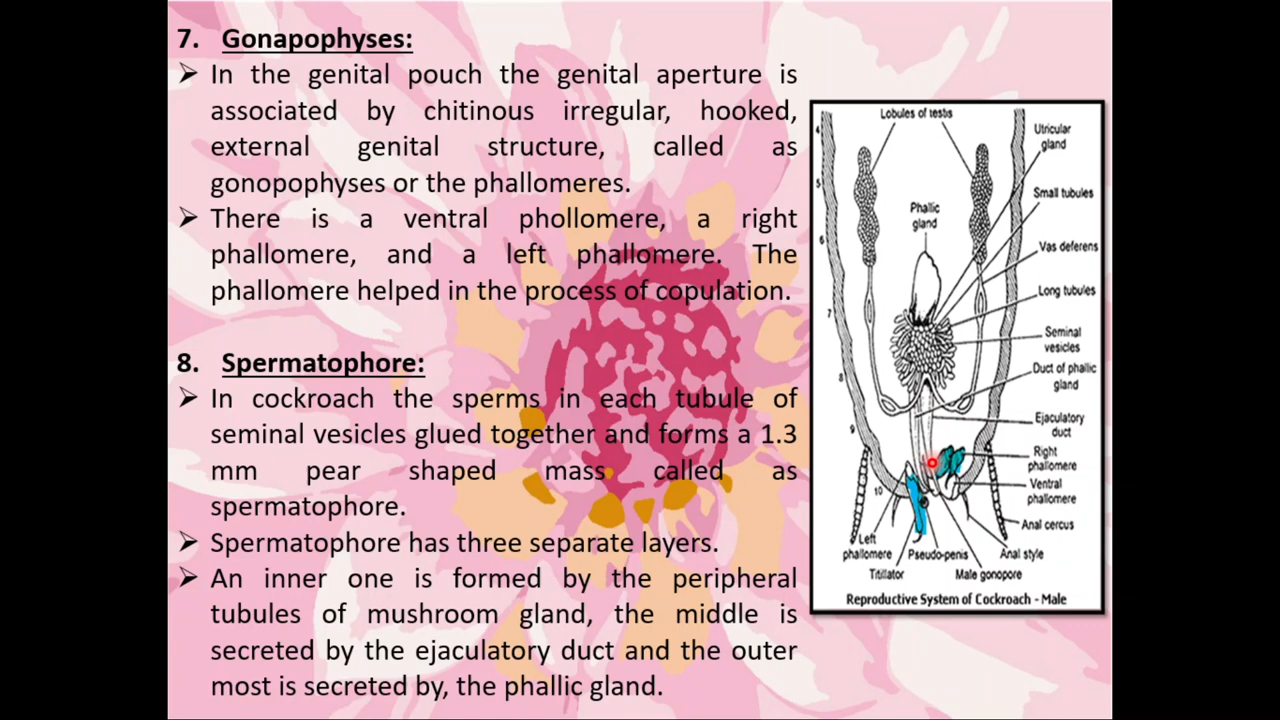 7. Gonapophyses:
➢ In the genital pouch the genital aperture is
associated by chitinous irregular, hooked,
external genital structure, called as
gonopophyses or the phallomeres.
➢ There is a ventral phollomere, a right
phallomere, and a left phallomere. The
phallomere helped in the process of copulation.
8. Spermatophore:
➢ In cockroach the sperms in each tubule of
seminal vesicles glued together and forms a 1.3
mm pear shaped mass called as
spermatophore.
➢ Spermatophore has three separate layers.
➢ An inner one is formed by the peripheral
tubules of mushroom gland, the middle is
secreted by the ejaculatory duct and the outer
most is secreted by, the phallic gland.
Lobules of testis
4
Utricular
gland
5
Small tubules
Phallic
gland
6
Vas deferens
Long tubules
7
Seminal
vesicles
Duct of phallic
gland
8
Ejaculatory
duct
9
Right
phallomere
10
Ventral
phallomere
Anal cercus
Left
phallomere
Pseudo-penis
Anal style
Titillator
Male gonopore
Reproductive System of Cockroach - Male